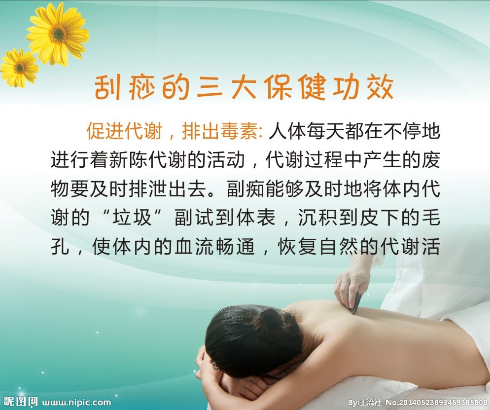 刮痧的三大保健功效
促进代谢，排出毒素: 人体每天都在不停地
进行着新陈代谢的活动，代谢过程中产生的废
物要及时排泄出去。副痴能够及时地将体内代
谢的“垃圾”副试到体表，沉积到皮下的毛
孔，使体内的血流畅通，恢复自然的代谢活
昵图网 www.nipic.com